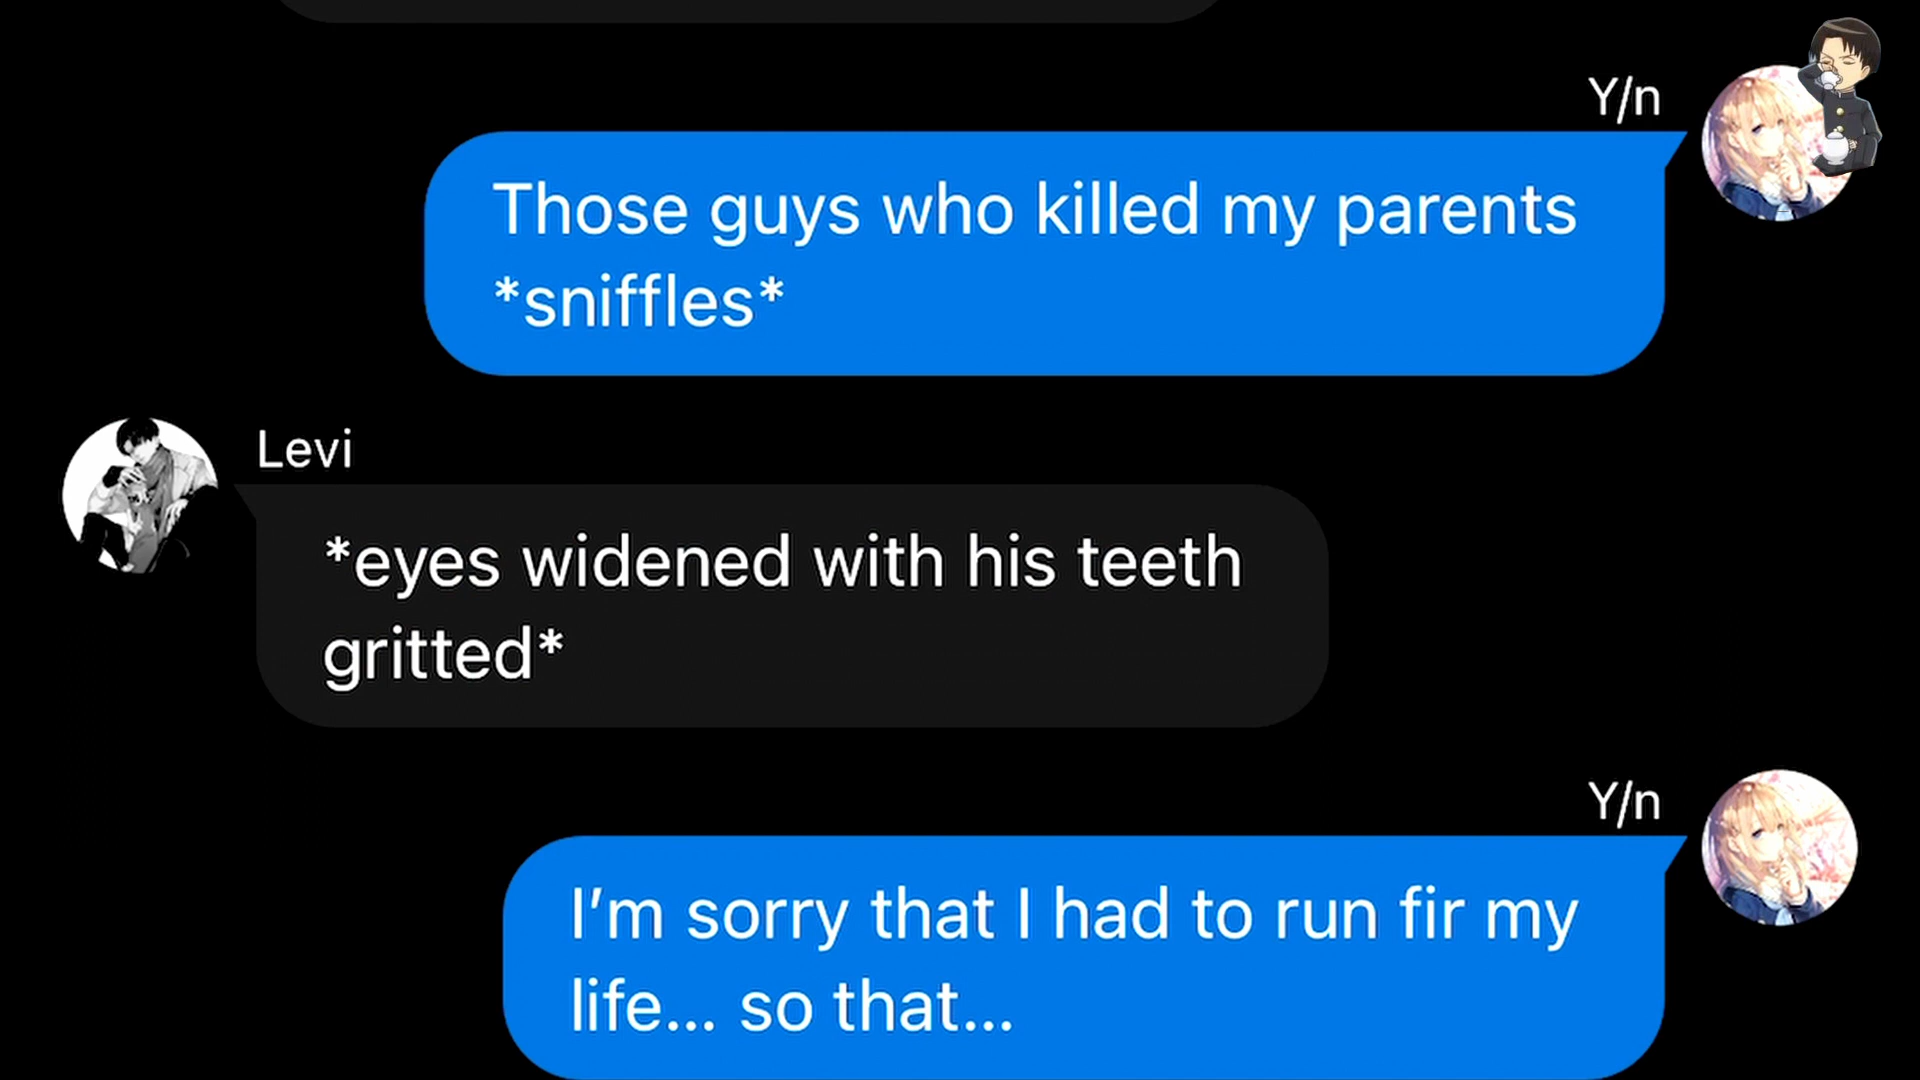 Y/n
Those guys who killed my parents
*sniffles*
Levi
*eyes widened with his teeth
gritted*
Y/n
I’m sorry that I had to run fir my
life... so that...